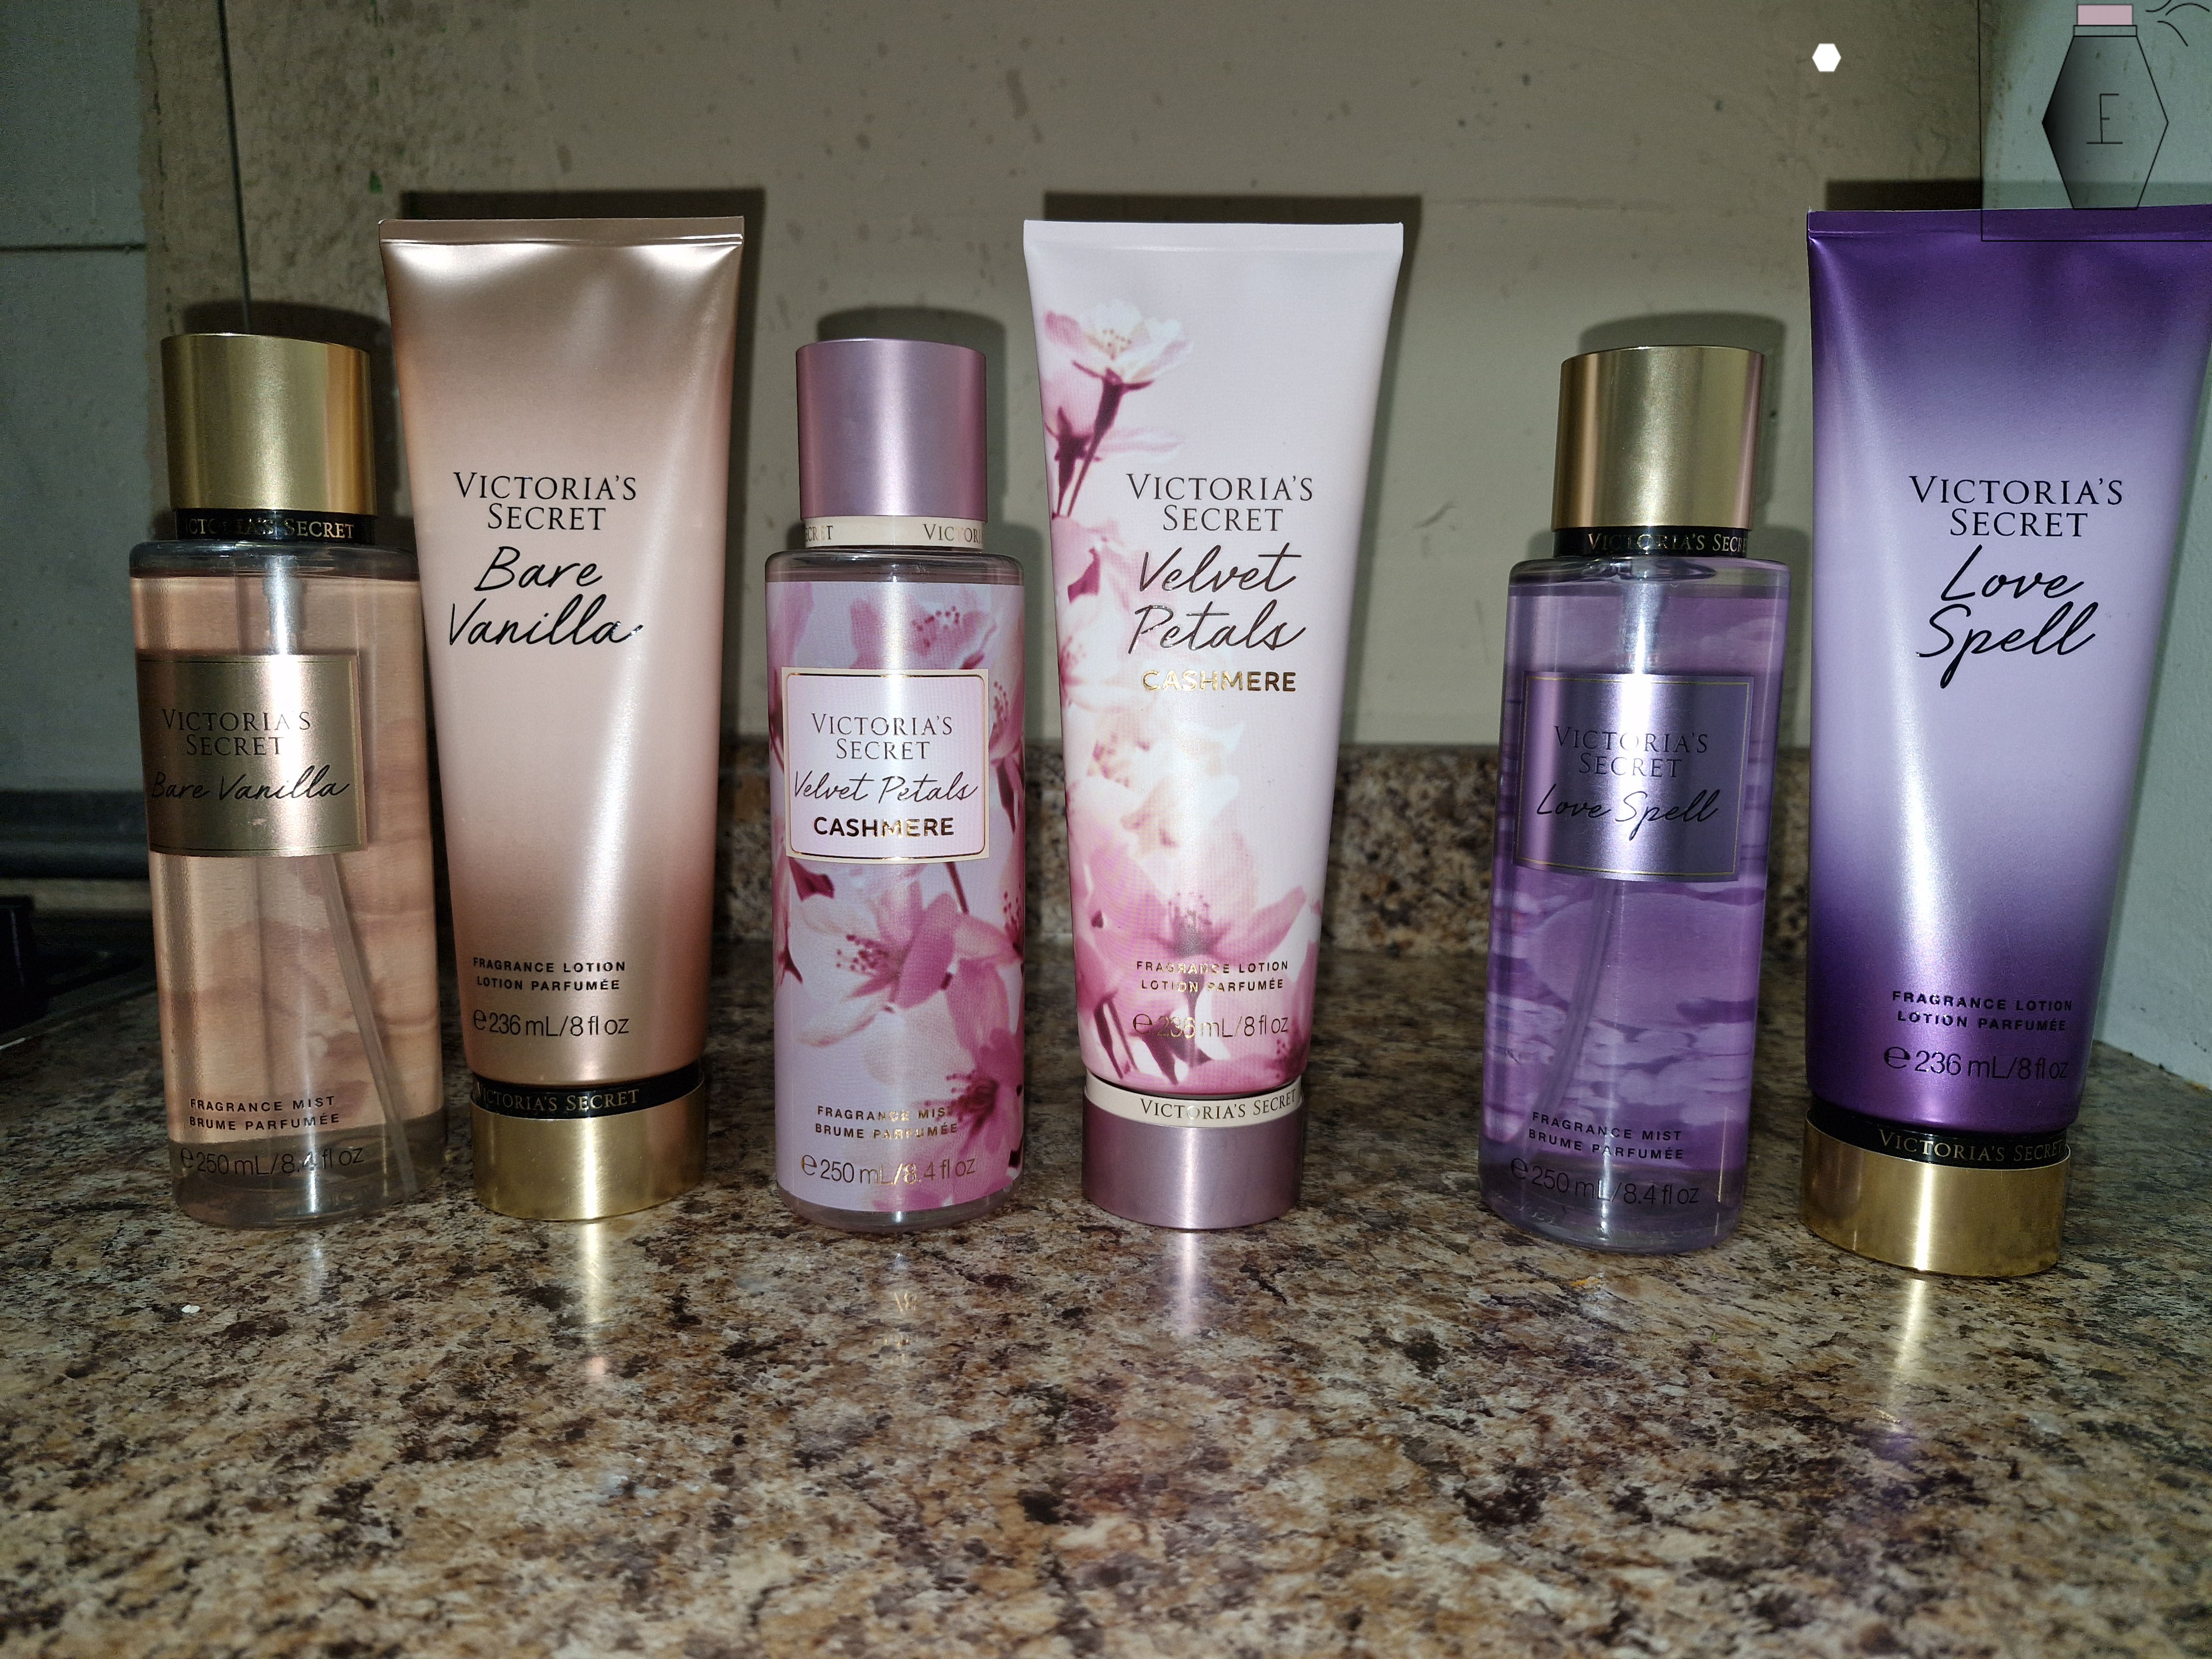 VICTORIA'S SECRET
VICTORIA'S
SECRET
Bare Vanilla
FRAGRANCE MIST
BRUME PARFUMÉE
℮ 250 mL/8.4 fl oz
VICTORIA'S
SECRET
Bare
Vanilla
FRAGRANCE LOTION
LOTION PARFUMÉE
℮ 236 mL/8 fl oz
VICTORIA'S SECRET
VICTORIA'S
SECRET
Velvet Petals
CASHMERE
FRAGRANCE MIST
BRUME PARFUMÉE
℮ 250 mL/8.4 fl oz
VICTORIA'S
SECRET
Velvet
Petals
CASHMERE
FRAGRANCE LOTION
LOTION PARFUMÉE
℮ 236 mL/8 fl oz
VICTORIA'S SECRET
VICTORIA'S SECRE
VICTORIA'S
SECRET
Love Spell
FRAGRANCE MIST
BRUME PARFUMÉE
℮ 250 mL/8.4 fl oz
VICTORIA'S
SECRET
Love
Spell
FRAGRANCE LOTION
LOTION PARFUMÉE
℮ 236 mL/8 fl oz
VICTORIA'S SECRET
E